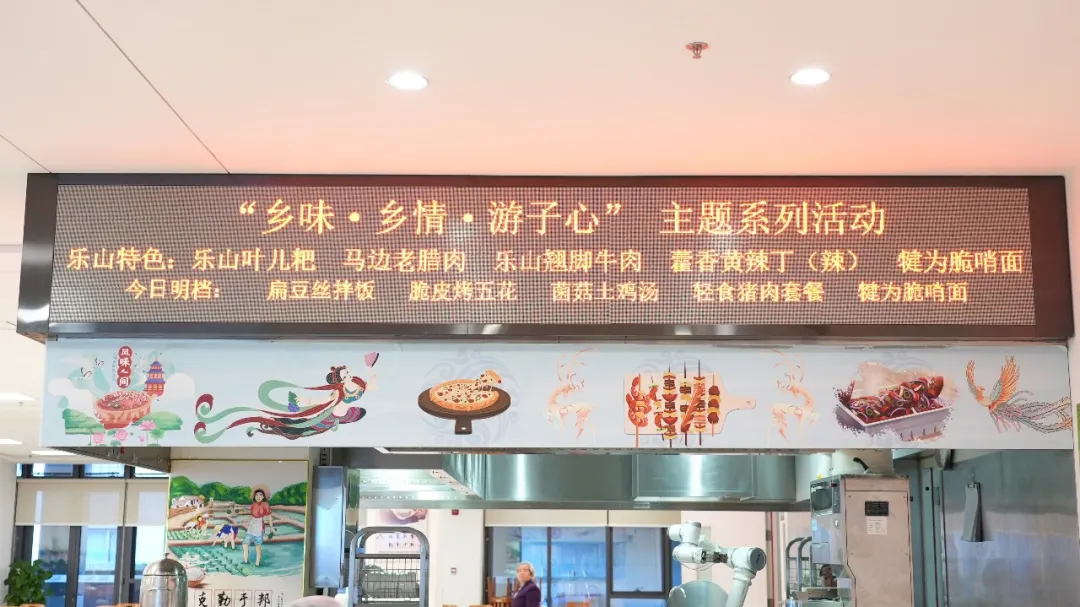 “乡味·乡情·游子心” 主题系列活动
乐山特色：乐山叶儿粑 马边老腊肉 乐山翘脚牛肉 藿香黄辣丁（辣） 犍为脆哨面
今日明档： 扁豆丝拌饭 脆皮烤五花 菌菇土鸡汤 轻食猪肉套餐 犍为脆哨面
风味人间
克勤于邦